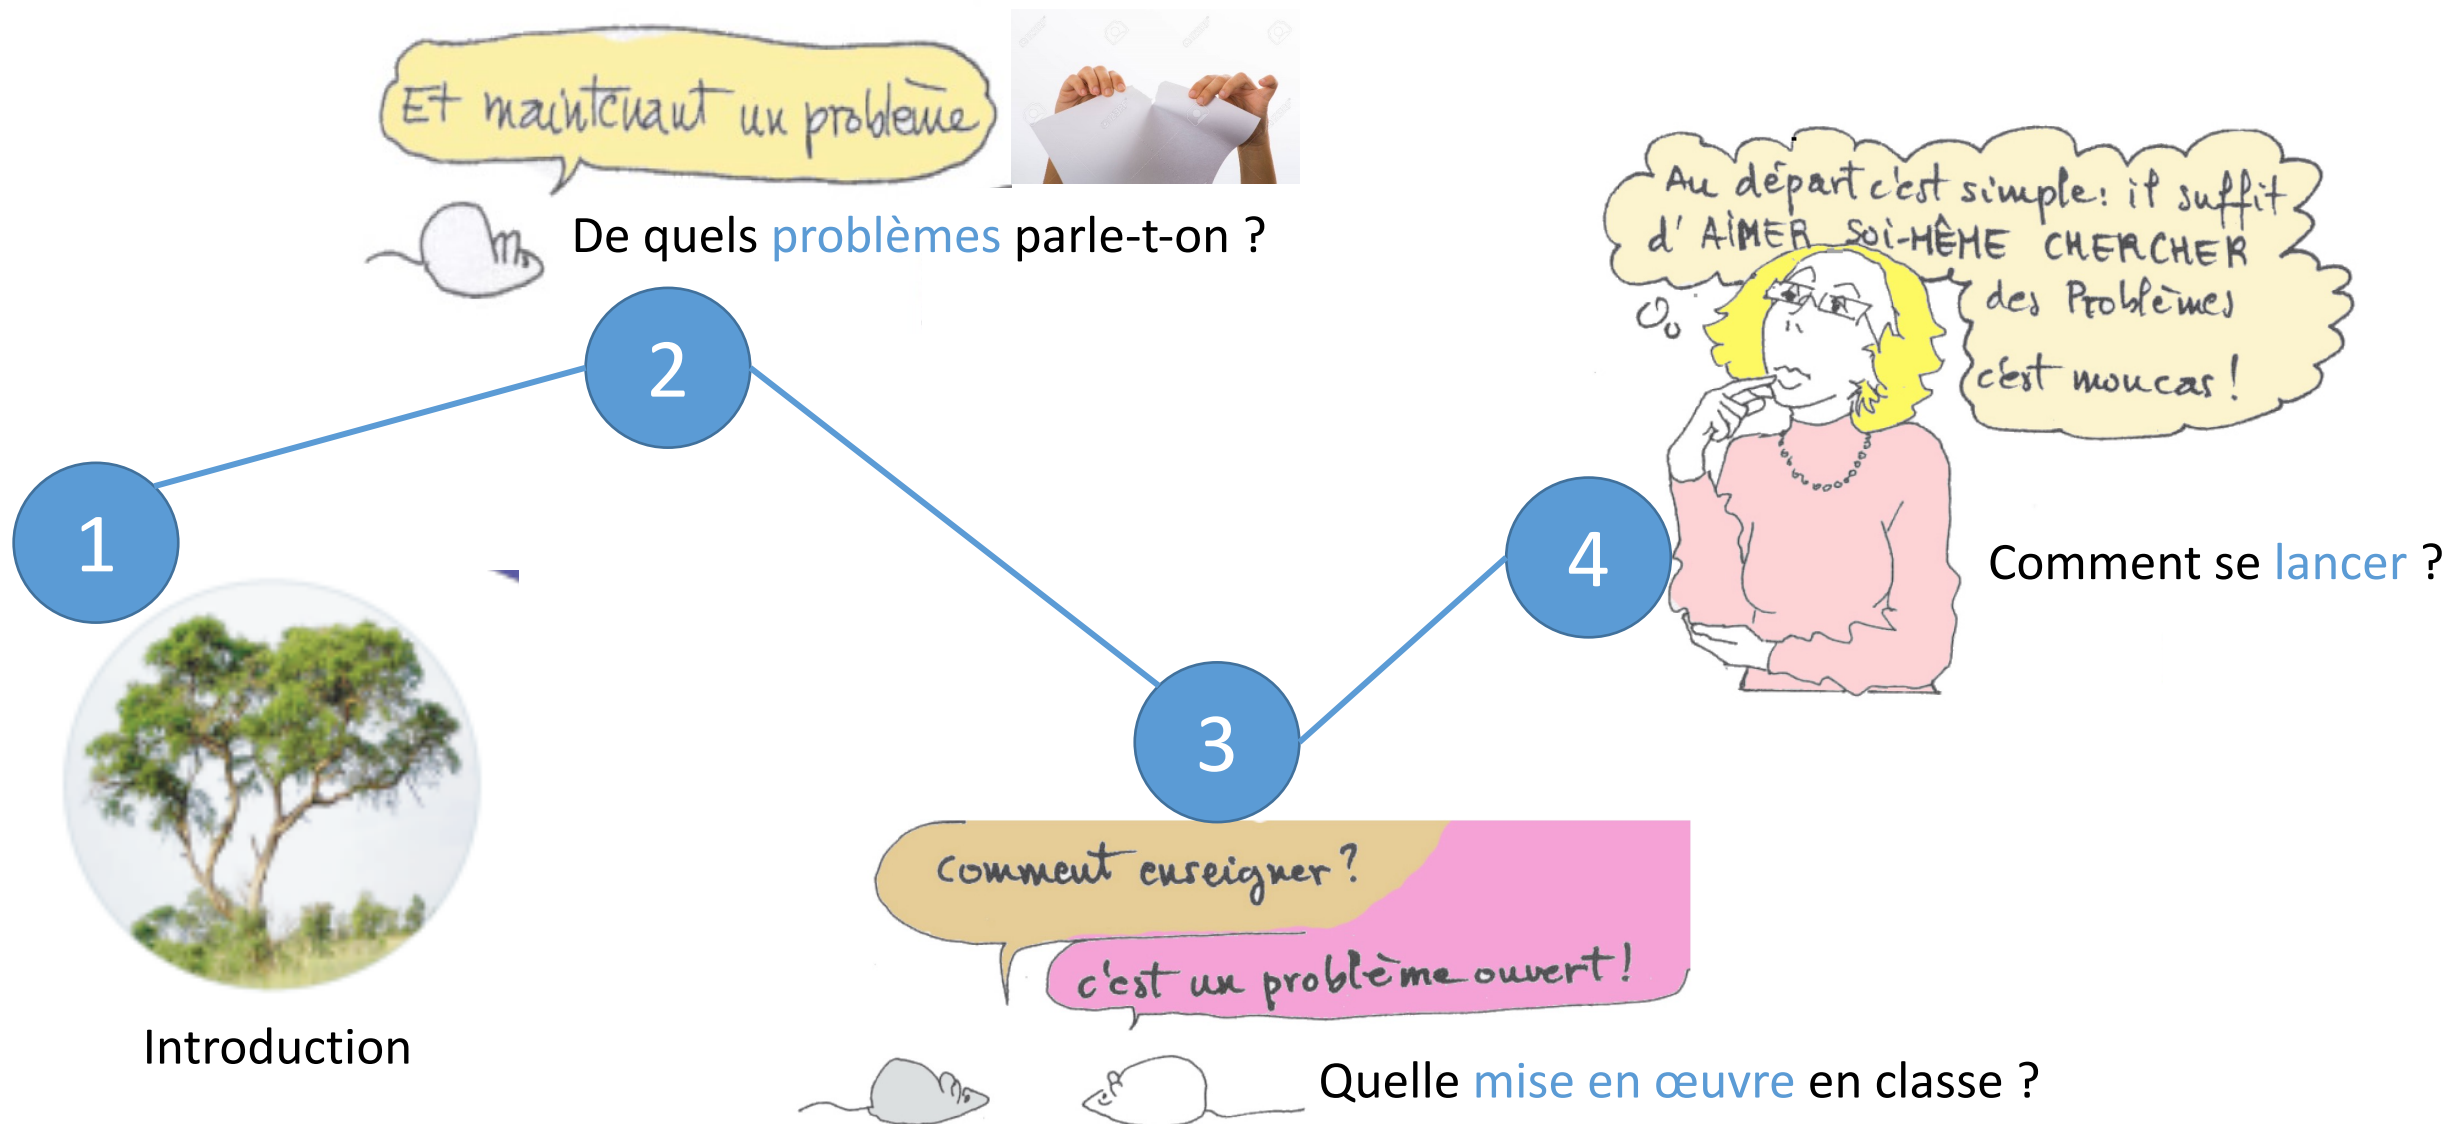 Et maintenant un problème
De quels problèmes parle-t-on ?
Au départ c'est simple : il suffit
d'AIMER SOI-MÊME CHERCHER
des Problèmes
c'est mon cas !
2
1
4
Comment se lancer ?
3
Comment enseigner ?
c'est un problème ouvert !
Introduction
Quelle mise en œuvre en classe ?